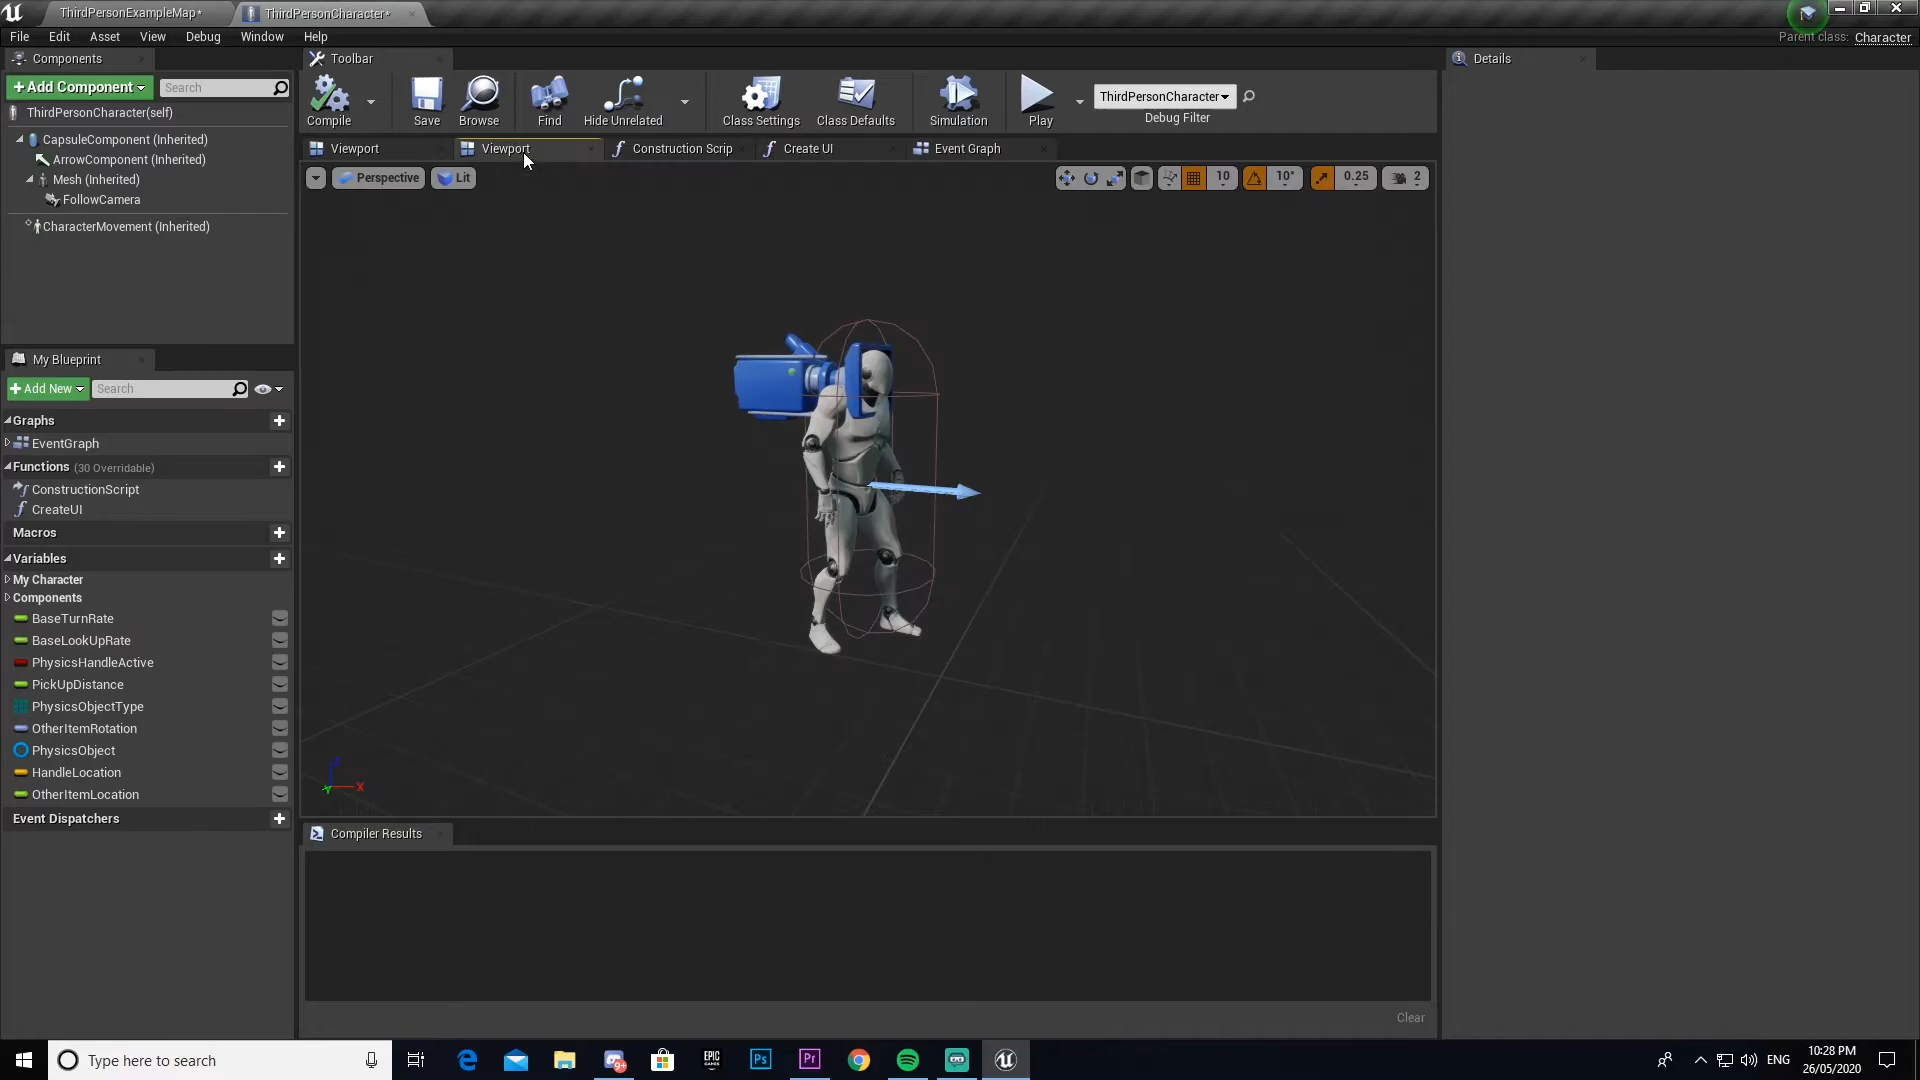 ThirdPersonExampleMap*
ThirdPersonCharacter*
File Edit Asset View Debug Window Help
Parent class: Character
Components
Toolbar
Details
+Add Component
Search
ThirdPersonCharacter(self)
CapsuleComponent (Inherited)
ArrowComponent (Inherited)
Mesh (Inherited)
FollowCamera
CharacterMovement (Inherited)
Compile
Save
Browse
Find
Hide Unrelated
Class Settings
Class Defaults
Simulation
Play
ThirdPersonCharacter
Debug Filter
Viewport
Viewport
Construction Scrip
Create UI
Event Graph
Perspective
Lit
10
10°
0.25
2
My Blueprint
+Add New
Search
Graphs
EventGraph
Functions (30 Overridable)
ConstructionScript
CreateUI
Macros
Variables
My Character
Components
BaseTurnRate
BaseLookUpRate
PhysicsHandleActive
PickUpDistance
PhysicsObjectType
OtherItemRotation
PhysicsObject
HandleLocation
OtherItemLocation
Event Dispatchers
Z
X
Y
Compiler Results
Clear
Type here to search
9+
EPIC
GAMES
Ps
Pr
ENG
10:28 PM
26/05/2020